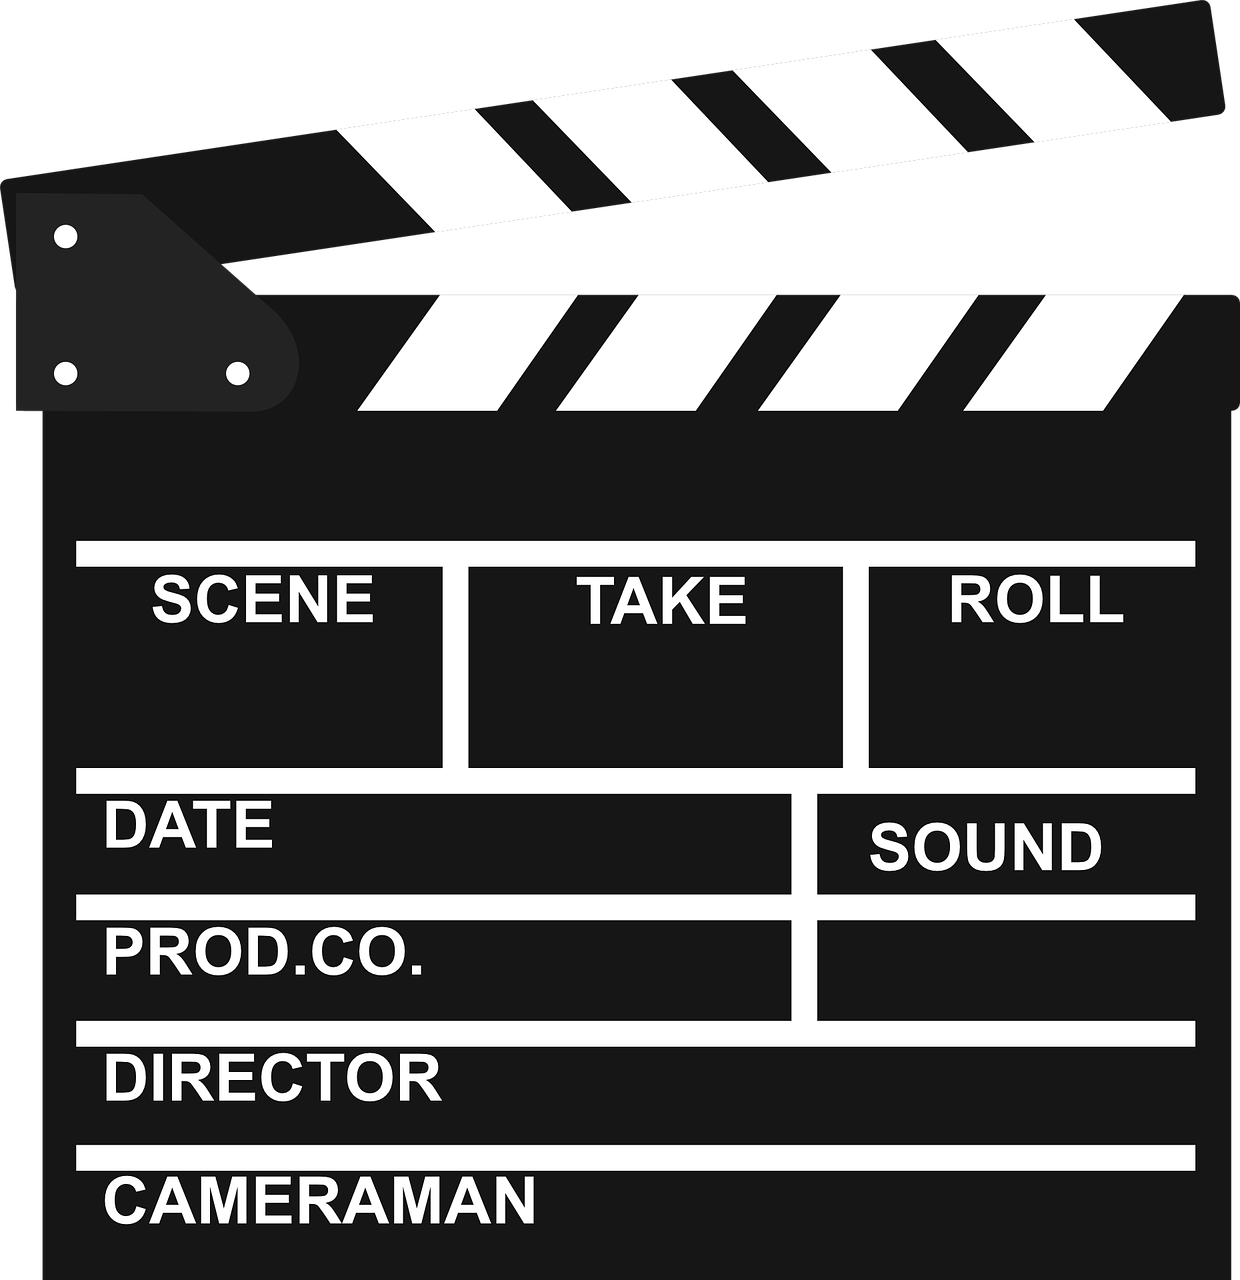 SCENE TAKE ROLL
DATE
SOUND
PROD.CO.
DIRECTOR
CAMERAMAN